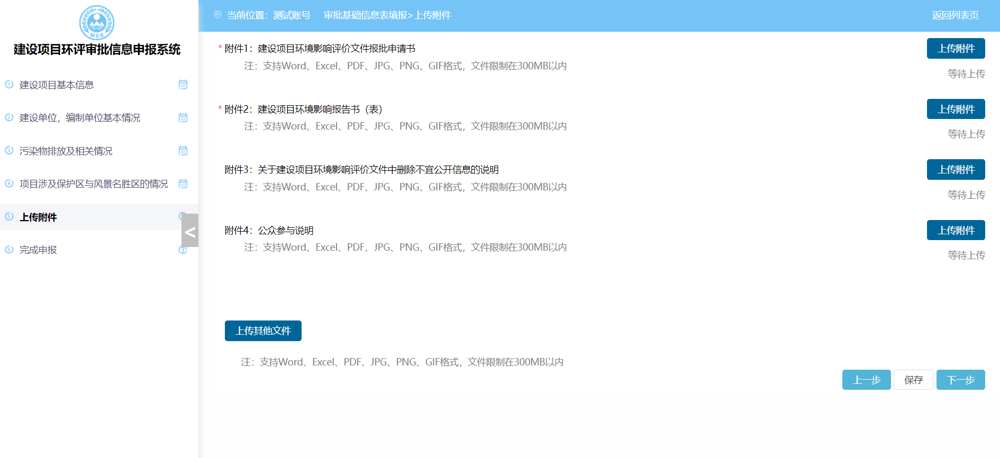 MEE
建设项目环评审批信息申报系统
1 建设项目基本信息
2 建设单位，编制单位基本情况
3 污染物排放及相关情况
4 项目涉及保护区与风景名胜区的情况
5 上传附件
<
6 完成申报
?
当前位置：测试账号 审批基础信息表填报>上传附件
返回列表页
* 附件1：建设项目环境影响评价文件报批申请书
上传附件
注：支持Word、Excel、PDF、JPG、PNG、GIF格式，文件限制在300MB以内
等待上传
* 附件2：建设项目环境影响报告书（表）
上传附件
注：支持Word、Excel、PDF、JPG、PNG、GIF格式，文件限制在300MB以内
等待上传
附件3：关于建设项目环境影响评价文件中删除不宜公开信息的说明
上传附件
注：支持Word、Excel、PDF、JPG、PNG、GIF格式，文件限制在300MB以内
等待上传
附件4：公众参与说明
上传附件
注：支持Word、Excel、PDF、JPG、PNG、GIF格式，文件限制在300MB以内
等待上传
上传其他文件
注：支持Word、Excel、PDF、JPG、PNG、GIF格式，文件限制在300MB以内
上一步 保存 下一步